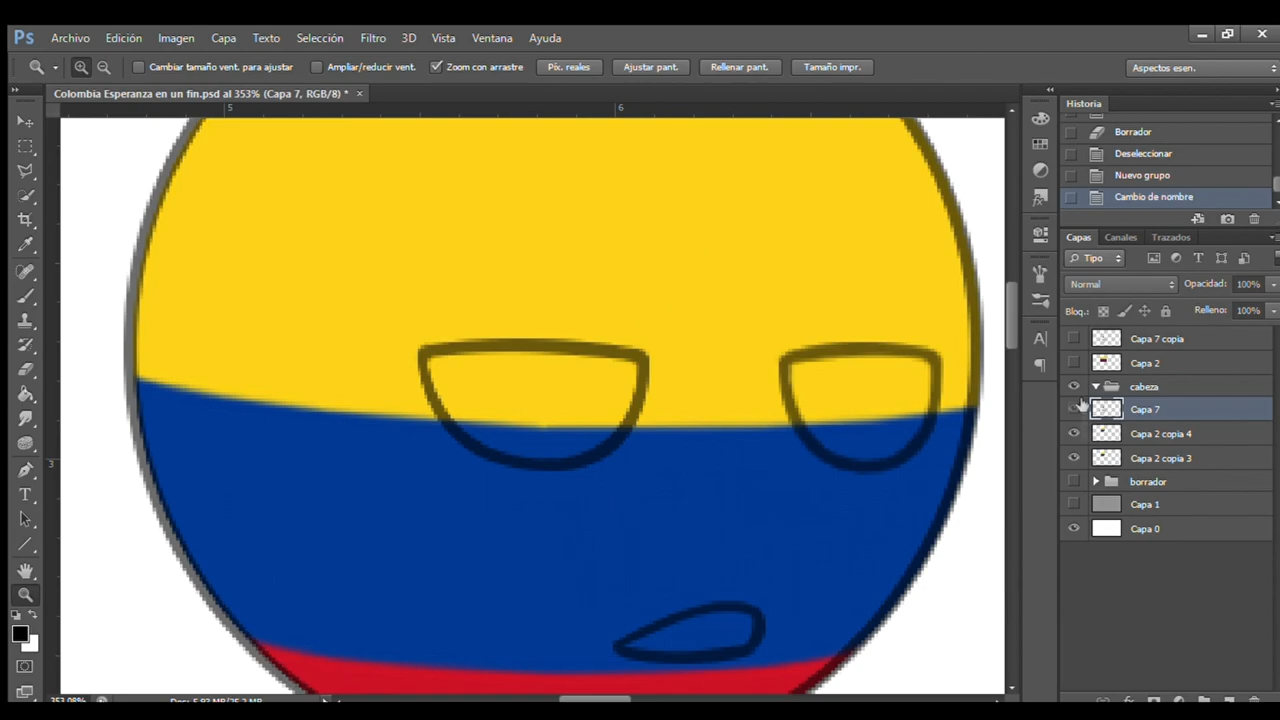 Ps Archivo Edición Imagen Capa Texto Selección Filtro 3D Vista Ventana Ayuda
Cambiar tamaño vent. para ajustar Ampliar/reducir vent. Zoom con arrastre Píx. reales Ajustar pant. Rellenar pant. Tamaño impr. Aspectos esen.
Colombia Esperanza en un fin.psd al 353% (Capa 7, RGB/8) * ×
5 6
3
Historia
Borrador
Deseleccionar
Nuevo grupo
Cambio de nombre
Capas Canales Trazados
Tipo
Normal Opacidad: 100%
Bloq.: Relleno: 100%
Capa 7 copia
Capa 2
cabeza
Capa 7
Capa 2 copia 4
Capa 2 copia 3
borrador
Capa 1
Capa 0